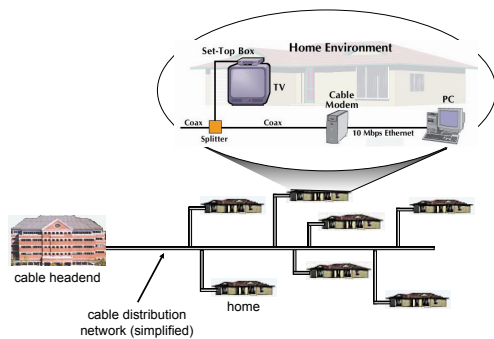 Set-Top Box
Home Environment
TV
Cable
Modem
PC
Coax
Coax
Splitter
10 Mbps Ethernet
cable headend
home
cable distribution
network (simplified)